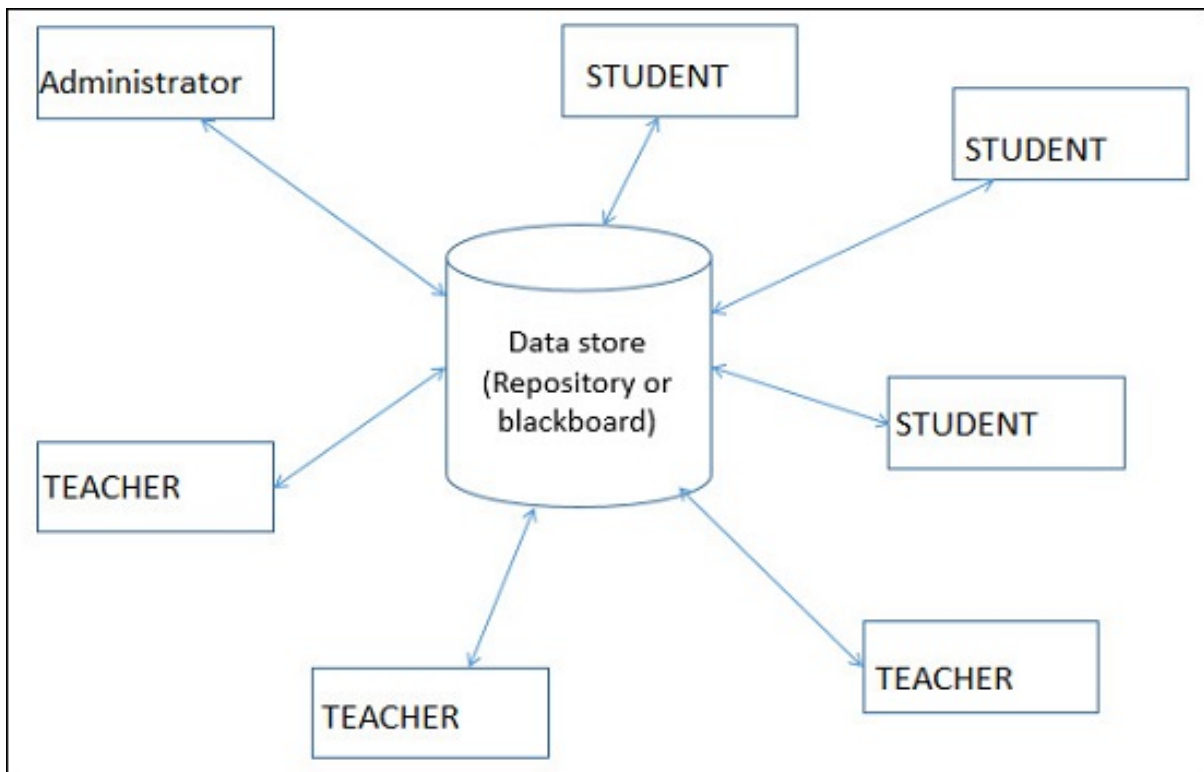 Administrator
STUDENT
STUDENT
Data store
(Repository or
blackboard)
STUDENT
TEACHER
TEACHER
TEACHER